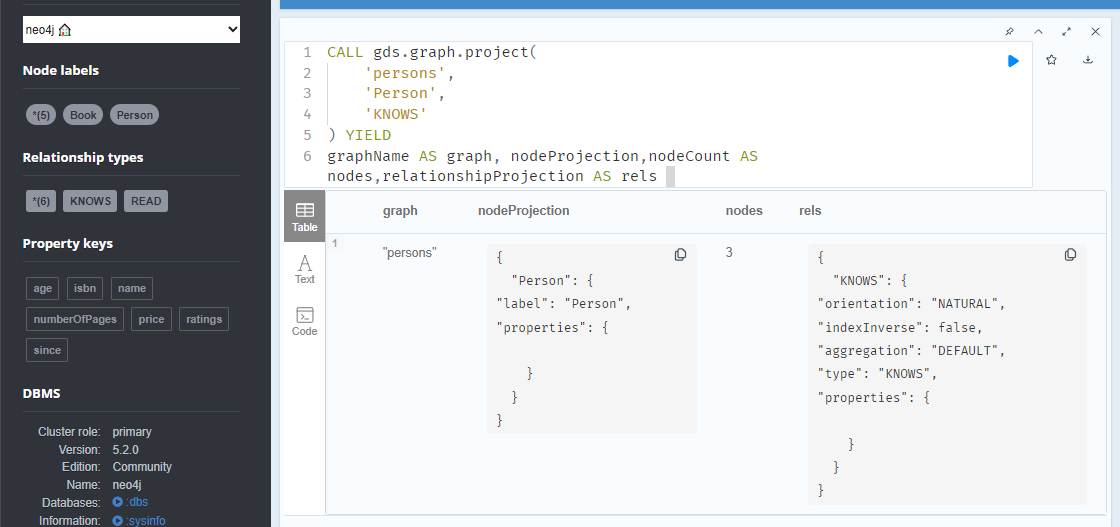 neo4j
Node labels
*(5) Book Person
Relationship types
*(6) KNOWS READ
Property keys
age isbn name
numberOfPages price ratings
since
DBMS
Cluster role: primary
Version: 5.2.0
Edition: Community
Name: neo4j
Databases: :dbs
Information: :sysinfo
1 CALL gds.graph.project(
2 'persons',
3 'Person',
4 'KNOWS'
5 ) YIELD
6 graphName AS graph, nodeProjection,nodeCount AS
nodes,relationshipProjection AS rels
Table
Text
Code
graph nodeProjection nodes rels
1
"persons"
{
"Person": {
"label": "Person",
"properties": {
}
}
}
3
{
"KNOWS": {
"orientation": "NATURAL",
"indexInverse": false,
"aggregation": "DEFAULT",
"type": "KNOWS",
"properties": {
}
}
}